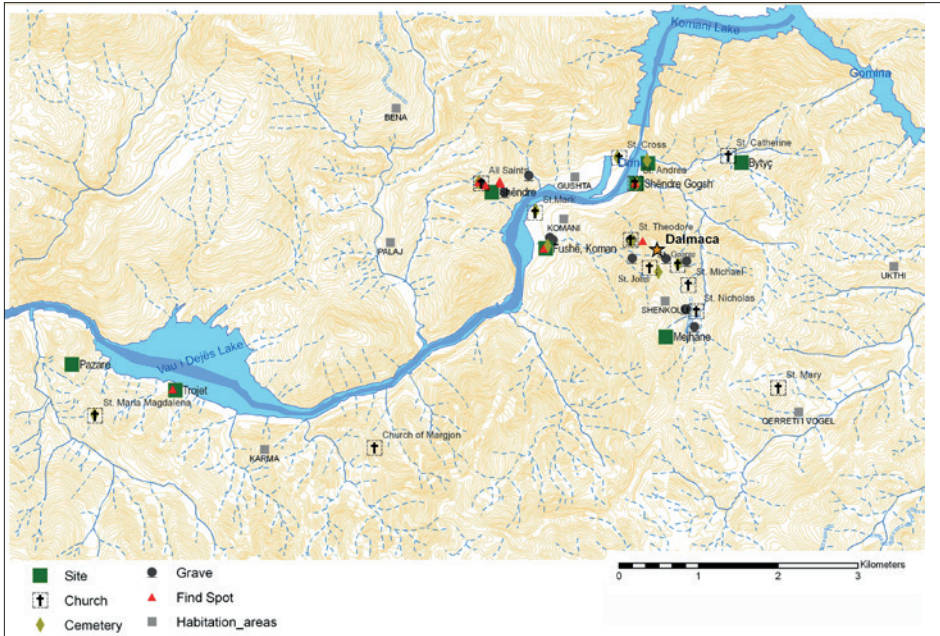 Komani Lake
Gomina
BENA
St. Cross
St. Catherine
Bytyç
All Saints
St. Andrea
Shëndre
GUSHTA
Shëndre Gogsh
St.Mark
KOMANI
St. Theodore
Dalmaca
Fushë, Koman
PALAJ
St. John
St. Michael
UKTHI
SHENKOLL
St. Nicholas
Mejhane
Vau i Dejës Lake
Pazare
Trojet
St. Mary
St. Maria Magdalena
QERRETI I VOGEL
Church of Margjon
KARMA
Kilometers
0 1 2 3
Site
Grave
Church
Find Spot
Cemetery
Habitation_areas